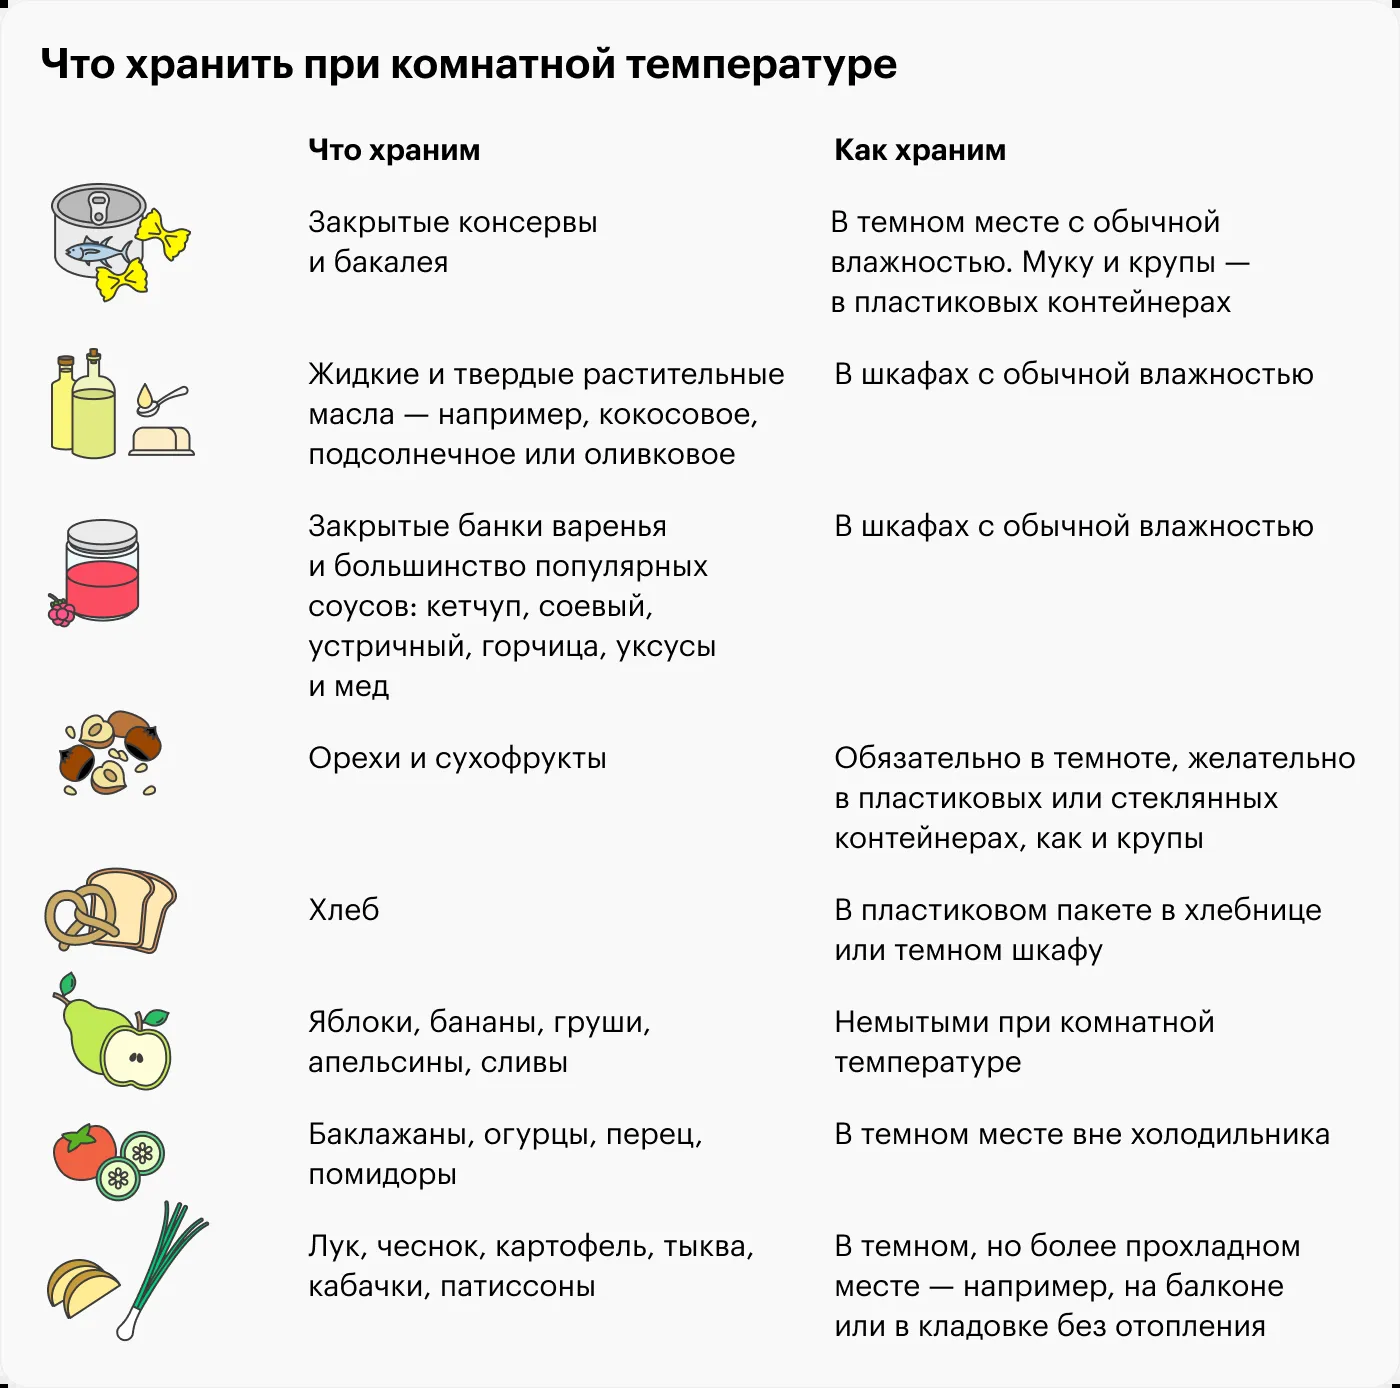 Что хранить при комнатной температуре
Что храним
Как храним
Закрытые консервы
и бакалея
В темном месте с обычной
влажностью. Муку и крупы —
в пластиковых контейнерах
Жидкие и твердые растительные
масла — например, кокосовое,
подсолнечное или оливковое
В шкафах с обычной влажностью
Закрытые банки варенья
и большинство популярных
соусов: кетчуп, соевый,
устричный, горчица, уксусы
и мед
В шкафах с обычной влажностью
Орехи и сухофрукты
Обязательно в темноте, желательно
в пластиковых или стеклянных
контейнерах, как и крупы
Хлеб
В пластиковом пакете в хлебнице
или темном шкафу
Яблоки, бананы, груши,
апельсины, сливы
Немытыми при комнатной
температуре
Баклажаны, огурцы, перец,
помидоры
В темном месте вне холодильника
Лук, чеснок, картофель, тыква,
кабачки, патиссоны
В темном, но более прохладном
месте — например, на балконе
или в кладовке без отопления